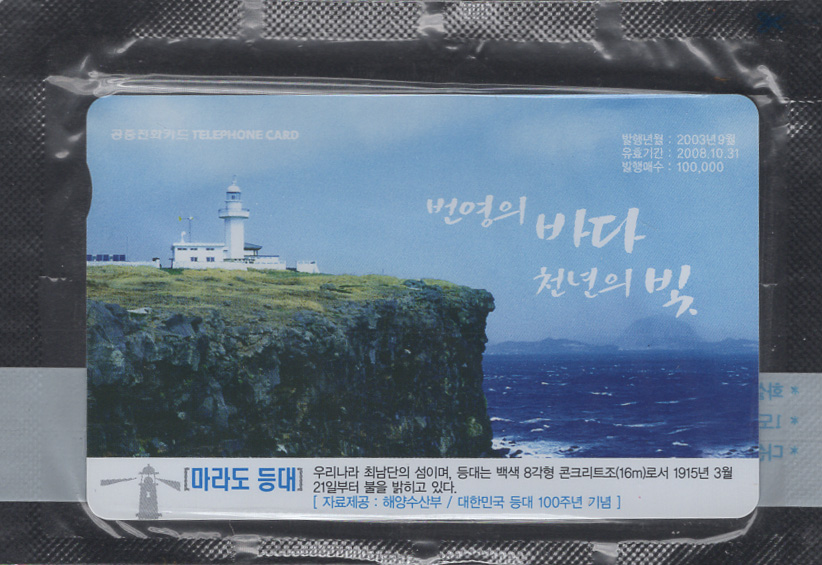 공중전화카드 TELEPHONE CARD
발행년월 : 2003년 9월
유효기간 : 2008.10.31
발행매수 : 100,000
번영의 바다
천년의 빛
[마라도 등대]
우리나라 최남단의 섬이며, 등대는 백색 8각형 콘크리트조(16m)로서 1915년 3월
21일부터 불을 밝히고 있다.
[ 자료제공 : 해양수산부 / 대한민국 등대 100주년 기념 ]